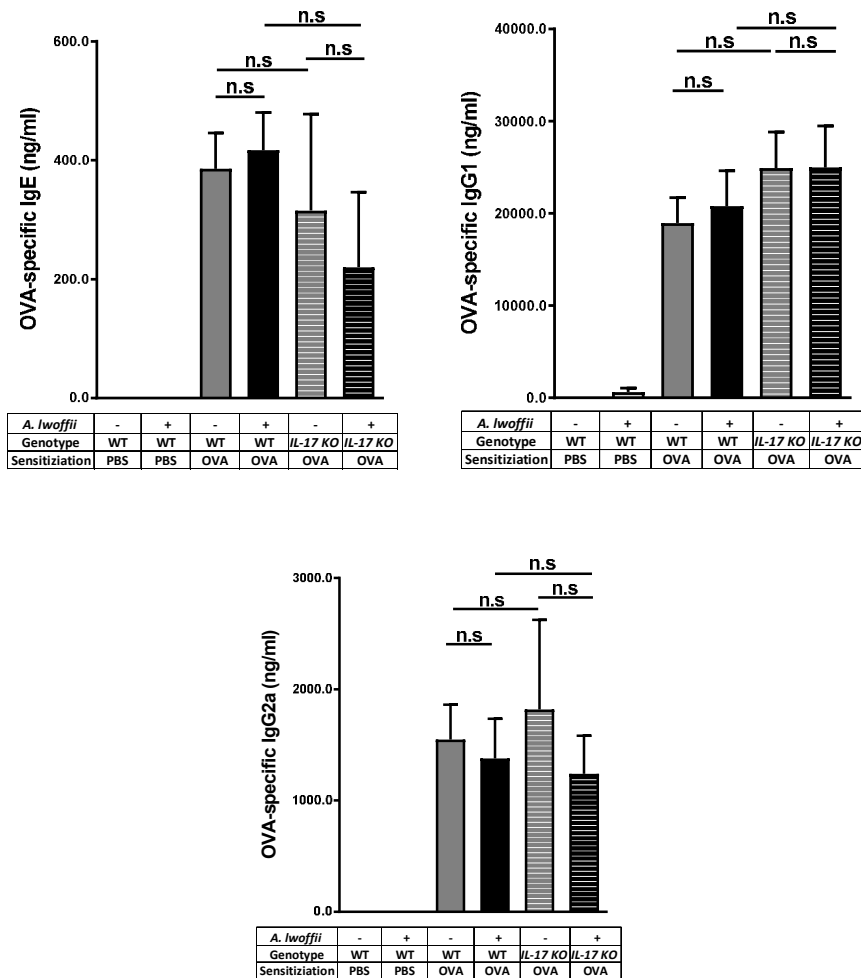 n.s
n.s
n.s
n.s
600.0
400.0
200.0
0.0
OVA-specific IgE (ng/ml)
A. lwoffii - + - + - +
Genotype WT WT WT WT IL-17 KO IL-17 KO
Sensitiziation PBS PBS OVA OVA OVA OVA
n.s
n.s
n.s
n.s
40000.0
30000.0
20000.0
10000.0
0.0
OVA-specific IgG1 (ng/ml)
A. lwoffii - + - + - +
Genotype WT WT WT WT IL-17 KO IL-17 KO
Sensitiziation PBS PBS OVA OVA OVA OVA
n.s
n.s
n.s
n.s
3000.0
2000.0
1000.0
0.0
OVA-specific IgG2a (ng/ml)
A. lwoffii - + - + - +
Genotype WT WT WT WT IL-17 KO IL-17 KO
Sensitiziation PBS PBS OVA OVA OVA OVA